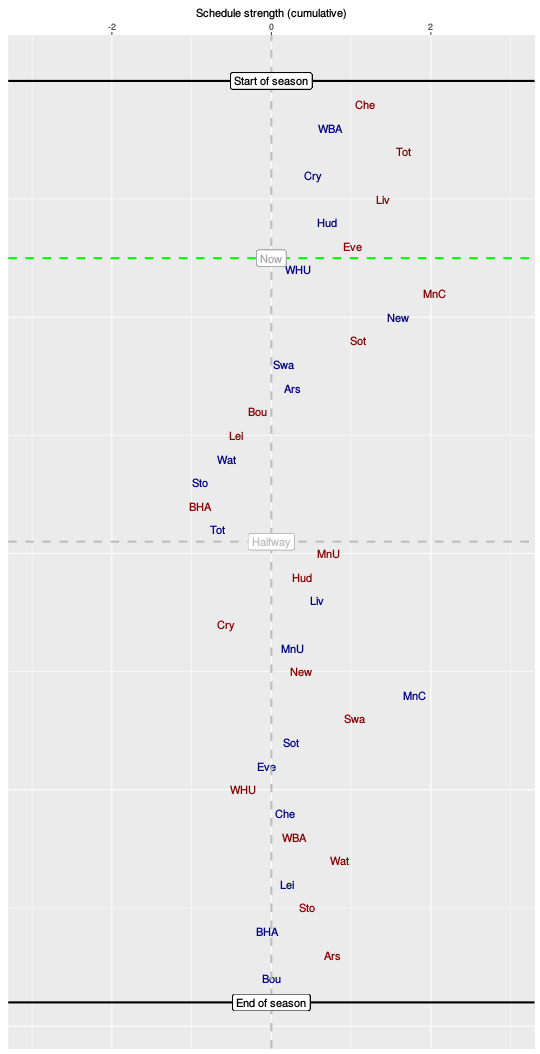 Schedule strength (cumulative)
-2 0 2
Start of season
Che
WBA
Tot
Cry
Liv
Hud
Eve
Now
WHU
MnC
New
Sot
Swa
Ars
Bou
Lei
Wat
Sto
BHA
Tot
Halfway
MnU
Hud
Liv
Cry
MnU
New
MnC
Swa
Sot
Eve
WHU
Che
WBA
Wat
Lei
Sto
BHA
Ars
Bou
End of season